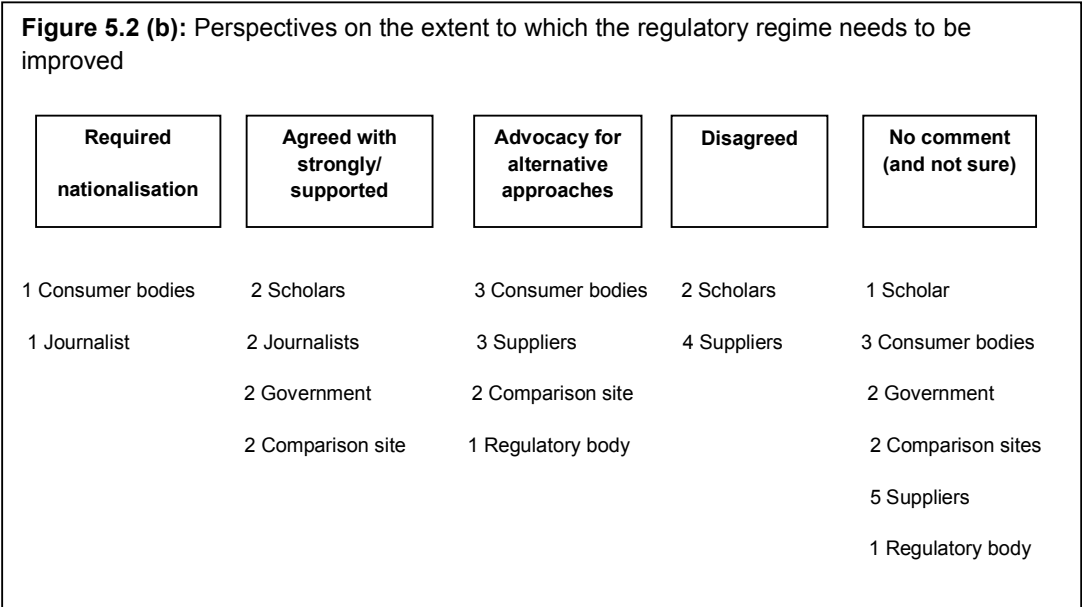 Figure 5.2 (b): Perspectives on the extent to which the regulatory regime needs to be
improved
Required
nationalisation
Agreed with
strongly/
supported
Advocacy for
alternative
approaches
Disagreed
No comment
(and not sure)
1 Consumer bodies
1 Journalist
2 Scholars
2 Journalists
2 Government
2 Comparison site
3 Consumer bodies
3 Suppliers
2 Comparison site
1 Regulatory body
2 Scholars
4 Suppliers
1 Scholar
3 Consumer bodies
2 Government
2 Comparison sites
5 Suppliers
1 Regulatory body